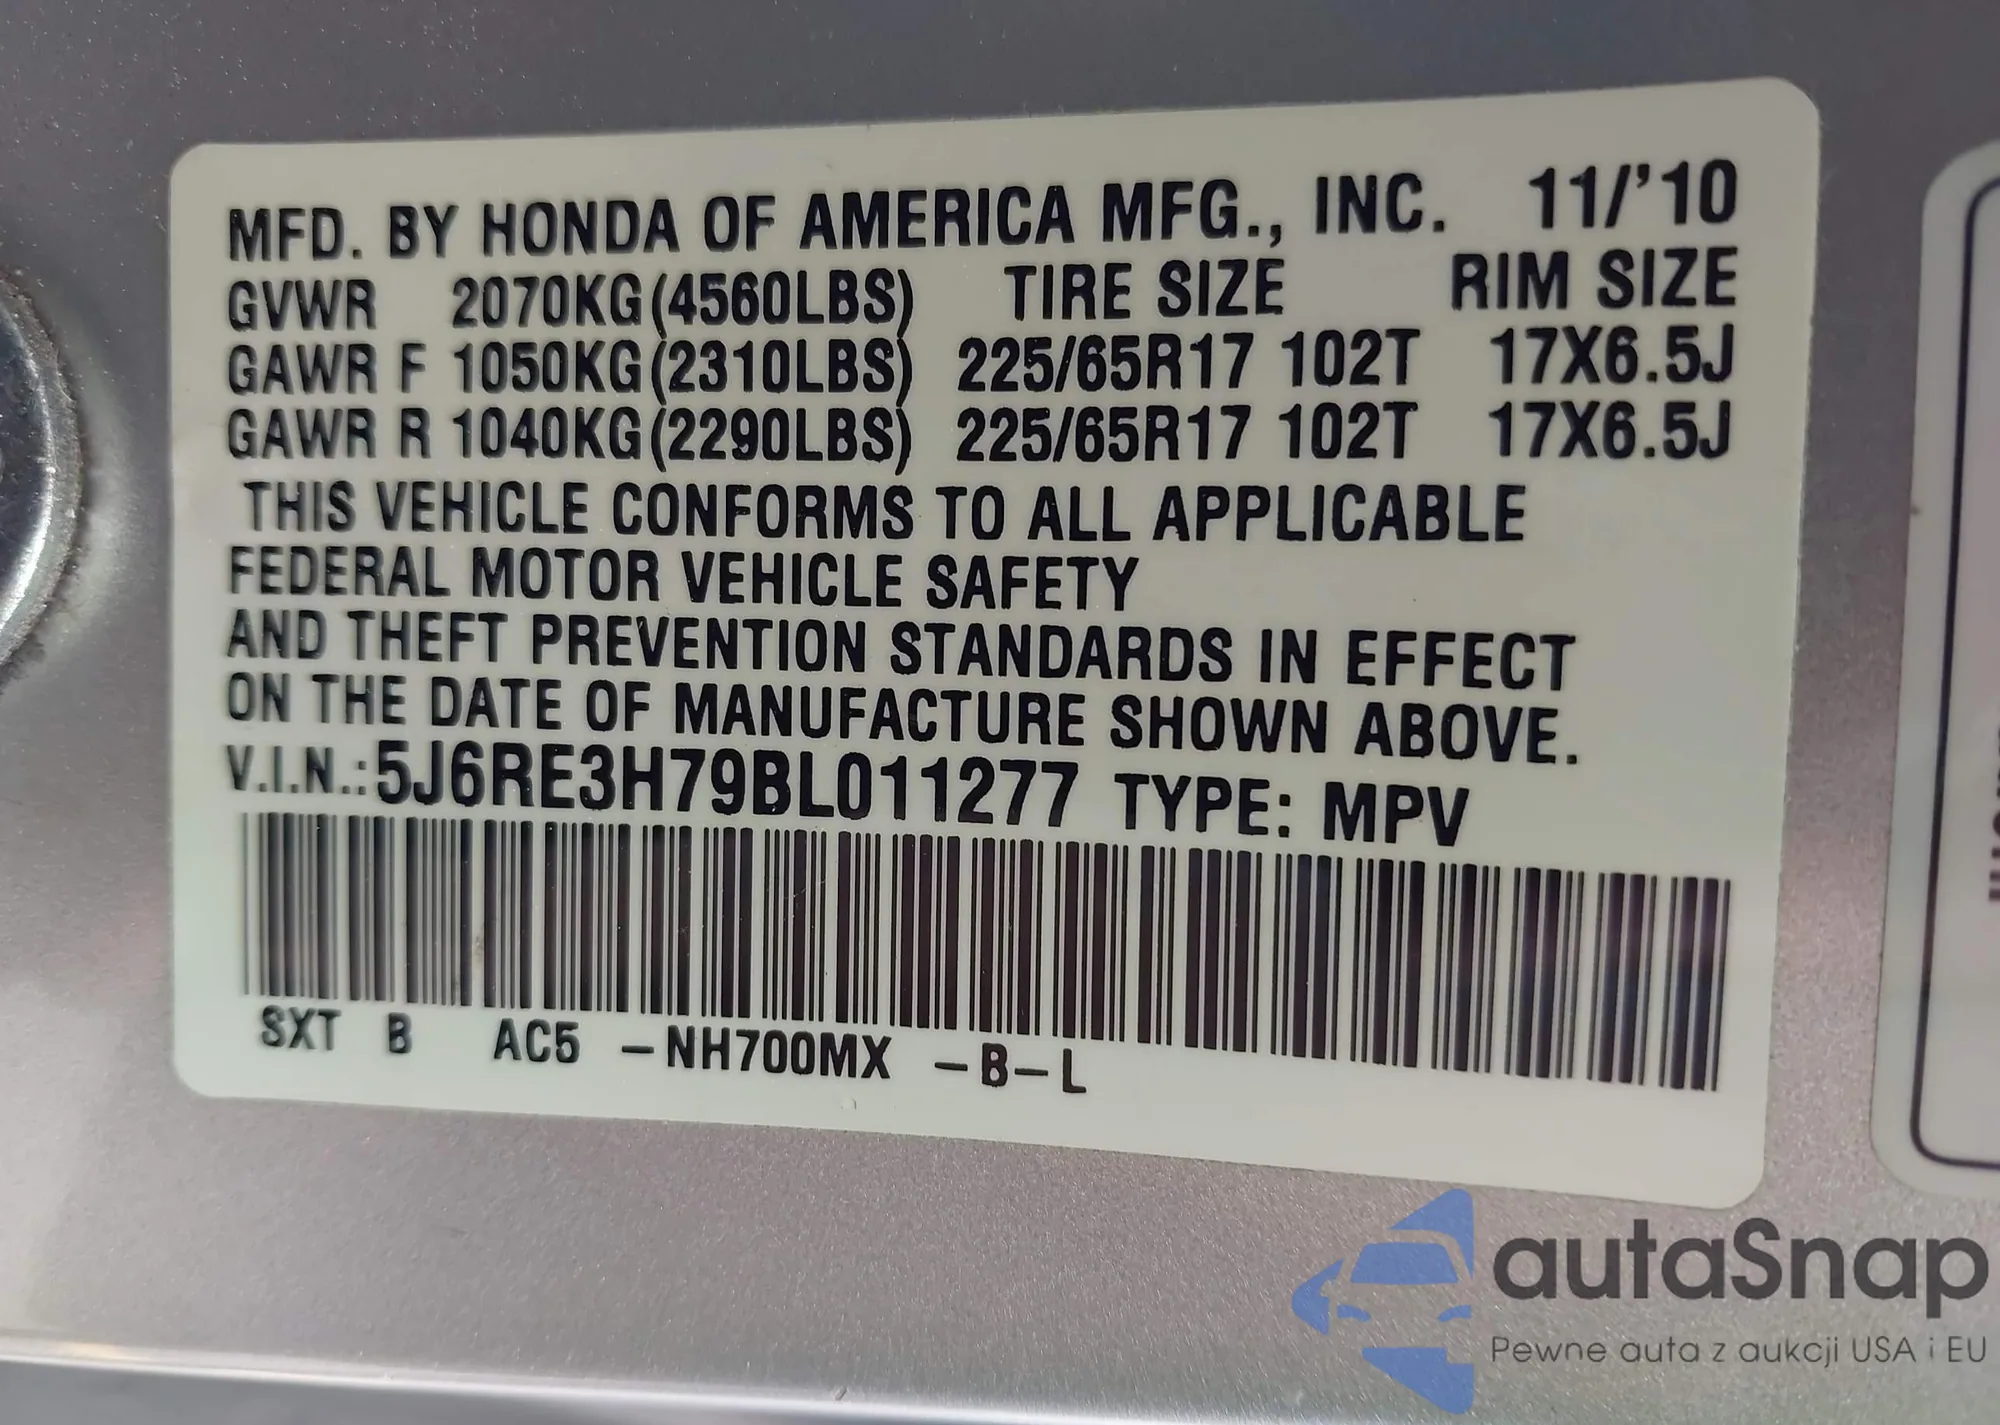 MFD. BY HONDA OF AMERICA MFG., INC. 11/'10
GVWR 2070KG(4560LBS) TIRE SIZE RIM SIZE
GAWR F 1050KG(2310LBS) 225/65R17 102T 17X6.5J
GAWR R 1040KG(2290LBS) 225/65R17 102T 17X6.5J
THIS VEHICLE CONFORMS TO ALL APPLICABLE
FEDERAL MOTOR VEHICLE SAFETY
AND THEFT PREVENTION STANDARDS IN EFFECT
ON THE DATE OF MANUFACTURE SHOWN ABOVE.
V.I.N.:5J6RE3H79BL011277 TYPE: MPV
SXT B AC5 -NH700MX -B-L
autaSnap
Pewne auta z aukcji USA i EU